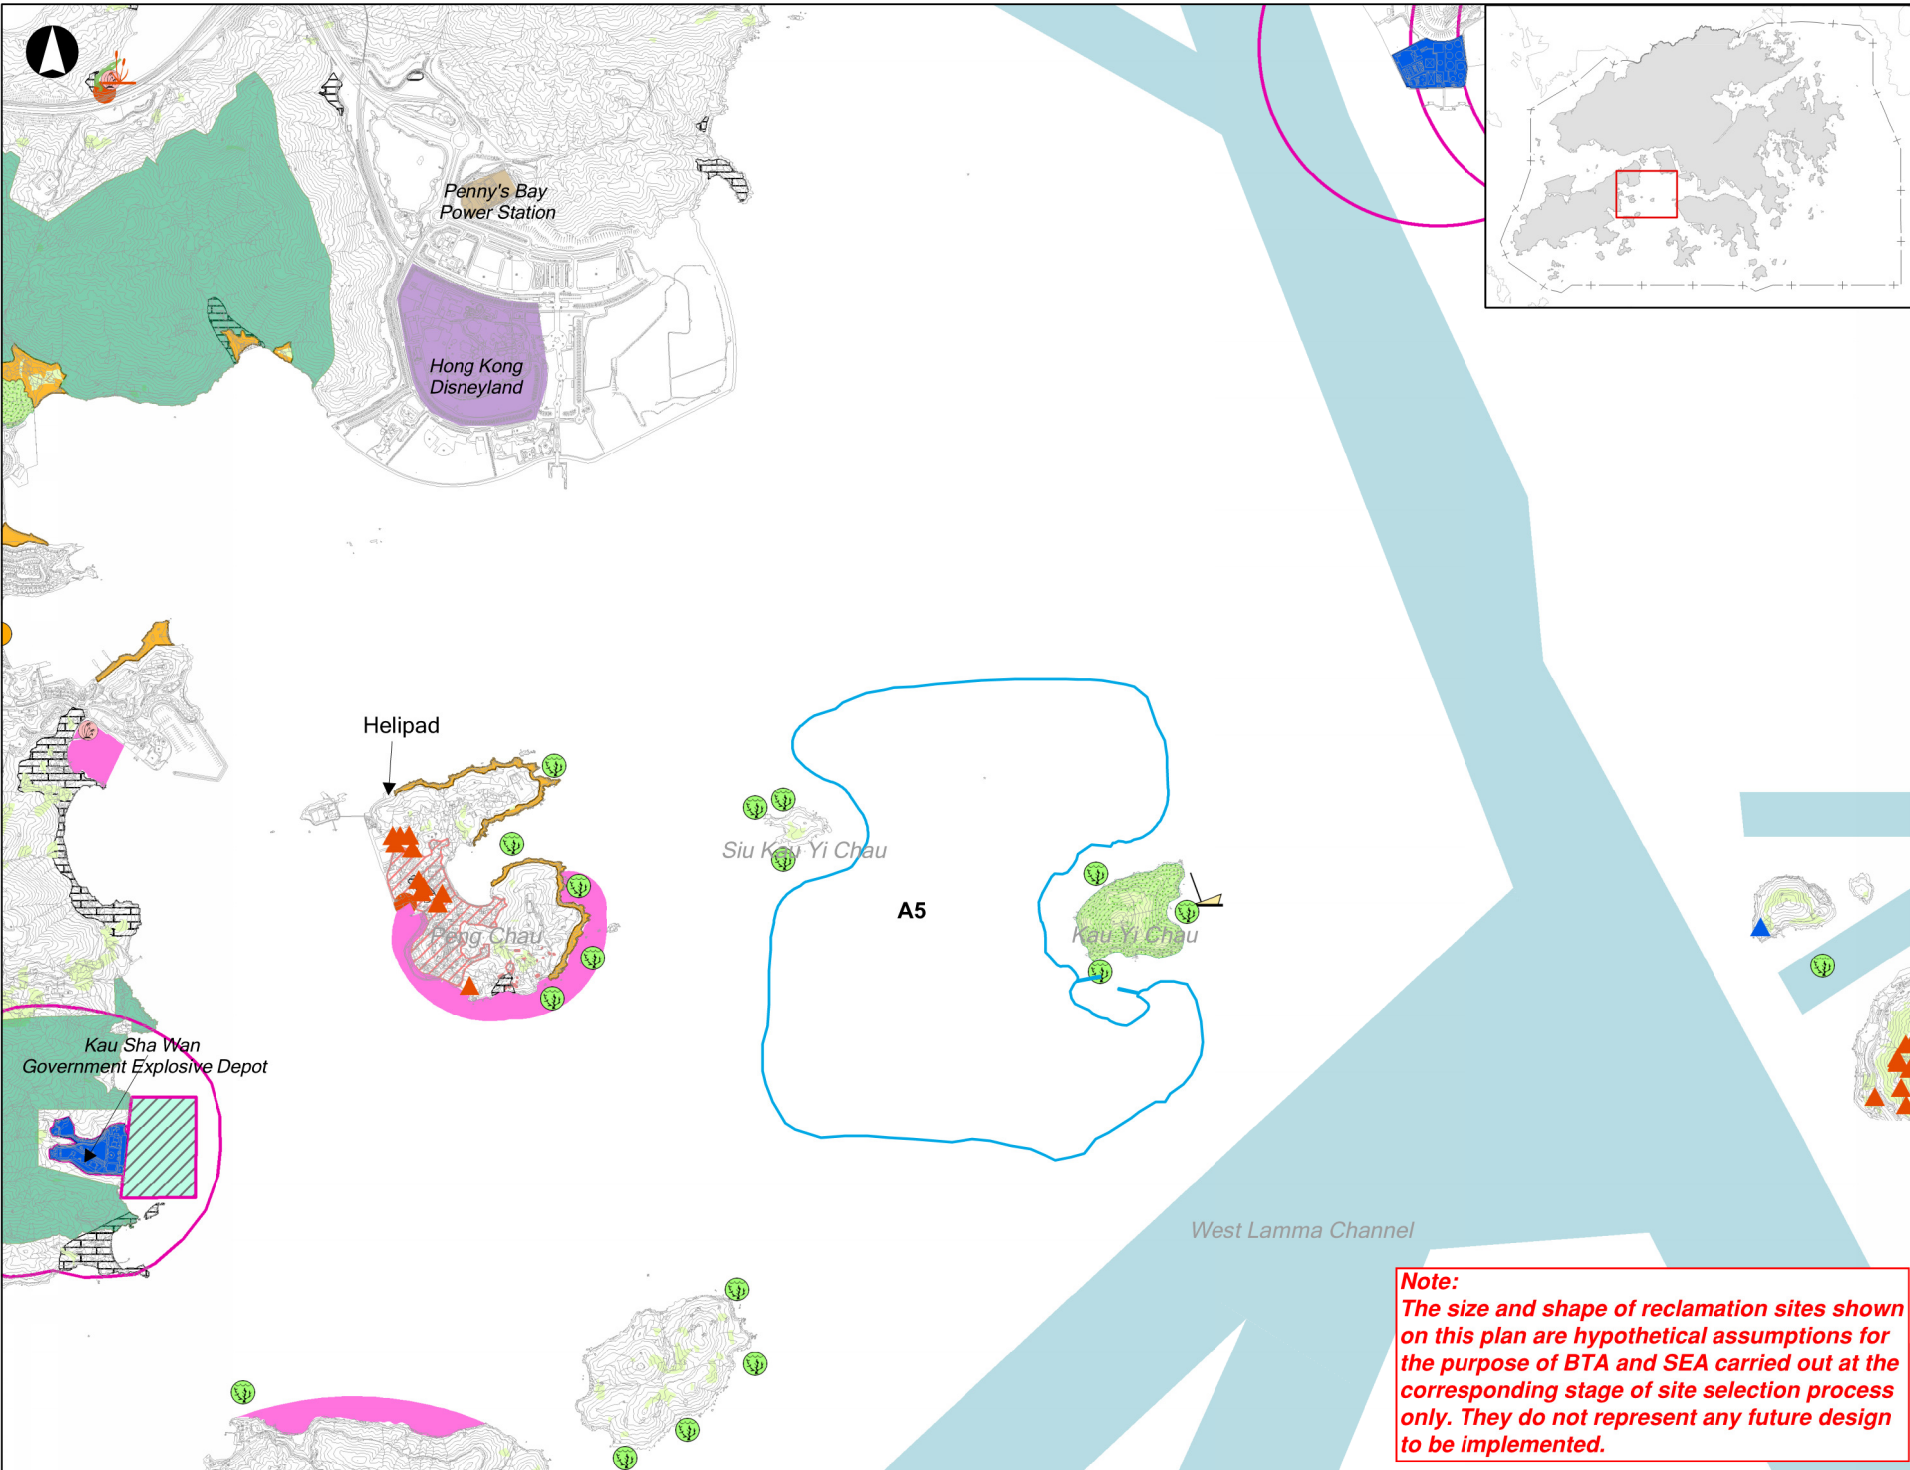 Penny's Bay
Power Station
Hong Kong
Disneyland
Helipad
Siu Kau Yi Chau
A5
Peng Chau
Kau Yi Chau
Kau Sha Wan
Government Explosive Depot
West Lamma Channel
Note:
The size and shape of reclamation sites shown
on this plan are hypothetical assumptions for
the purpose of BTA and SEA carried out at the
corresponding stage of site selection process
only. They do not represent any future design
to be implemented.